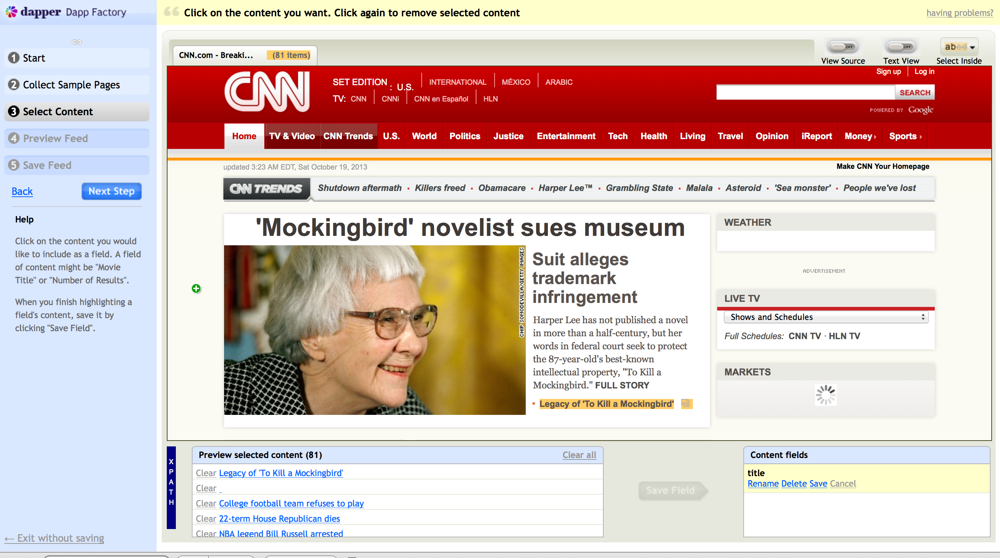 dapper Dapp Factory
Click on the content you want. Click again to remove selected content
having problems?
1 Start
2 Collect Sample Pages
3 Select Content
4 Preview Feed
5 Save Feed
Back
Next Step
Help
Click on the content you would
like to include as a field. A field
of content might be "Movie
Title" or "Number of Results".
When you finish highlighting a
field's content, save it by
clicking "Save Field".
← Exit without saving
CNN.com - Breaki... (81 items)
OFF
View Source
OFF
Text View
abcd
Select Inside
CNN
SET EDITION : U.S. INTERNATIONAL MÉXICO ARABIC
TV: CNN CNNi CNN en Español HLN
Sign up Log in
SEARCH
POWERED BY Google
Home TV & Video CNN Trends U.S. World Politics Justice Entertainment Tech Health Living Travel Opinion iReport Money Sports
updated 3:23 AM EDT, Sat October 19, 2013
Make CNN Your Homepage
CNN TRENDS Shutdown aftermath • Killers freed • Obamacare • Harper Lee™ • Grambling State • Malala • Asteroid • 'Sea monster' • People we've lost
'Mockingbird' novelist sues museum
CHIP SOMODEVILLA/GETTY IMAGES
Suit alleges
trademark
infringement
Harper Lee has not published a novel
in more than a half-century, but her
words in federal court seek to protect
the 87-year-old's best-known
intellectual property, "To Kill a
Mockingbird." FULL STORY
• Legacy of 'To Kill a Mockingbird'
WEATHER
ADVERTISEMENT
LIVE TV
Shows and Schedules
Full Schedules: CNN TV · HLN TV
MARKETS
XPATH
Preview selected content (81)
Clear all
Clear Legacy of 'To Kill a Mockingbird'
Clear
Clear College football team refuses to play
Clear 22-term House Republican dies
Clear NBA legend Bill Russell arrested
Save Field
Content fields
title
Rename Delete Save Cancel